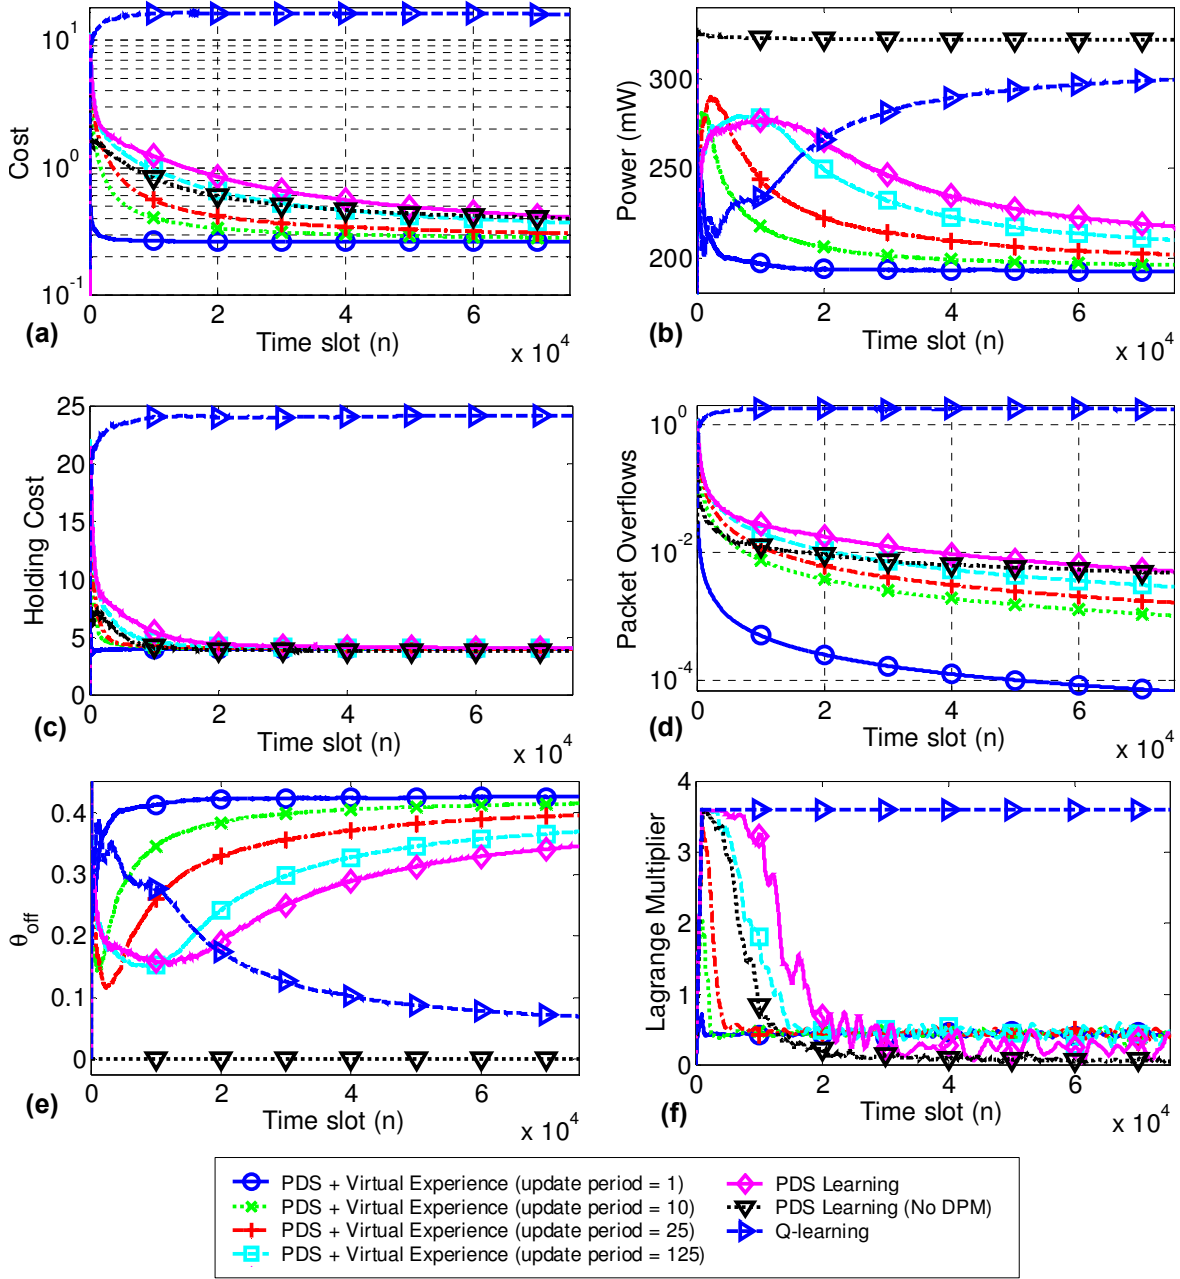 10^1
10^0
10^-1
Cost
0 2 4 6
Time slot (n)
x 10^4
(a)
300
250
200
Power (mW)
0 2 4 6
Time slot (n)
x 10^4
(b)
25
20
15
10
5
0
Holding Cost
0 2 4 6
Time slot (n)
x 10^4
(c)
10^0
10^-2
10^-4
Packet Overflows
0 2 4 6
Time slot (n)
x 10^4
(d)
0.4
0.3
0.2
0.1
0
θoff
0 2 4 6
Time slot (n)
x 10^4
(e)
4
3
2
1
0
Lagrange Multiplier
0 2 4 6
Time slot (n)
x 10^4
(f)
PDS + Virtual Experience (update period = 1)
PDS + Virtual Experience (update period = 10)
PDS + Virtual Experience (update period = 25)
PDS + Virtual Experience (update period = 125)
PDS Learning
PDS Learning (No DPM)
Q-learning